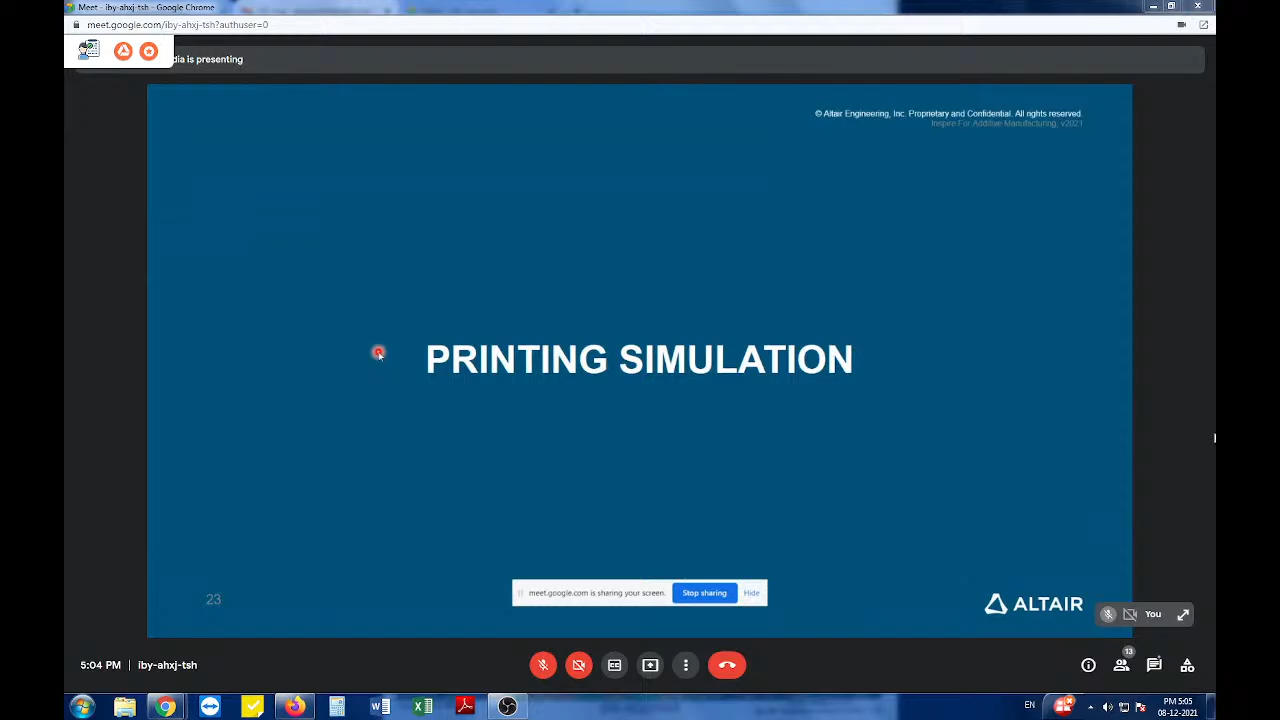 Meet - iby-ahxj-tsh - Google Chrome
meet.google.com/iby-ahxj-tsh?authuser=0
dia is presenting
© Altair Engineering, Inc. Proprietary and Confidential. All rights reserved.
Inspire For Additive Manufacturing, v2021
PRINTING SIMULATION
meet.google.com is sharing your screen.
Stop sharing
Hide
23
ALTAIR
You
13
5:04 PM | iby-ahxj-tsh
EN
PM 5:05
08-12-2021